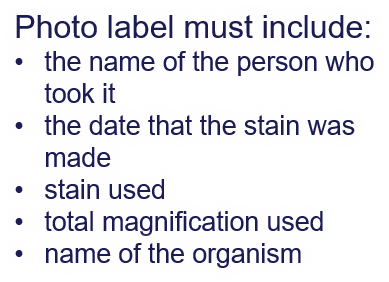 Photo label must include:
• the name of the person who
took it
• the date that the stain was
made
• stain used
• total magnification used
• name of the organism